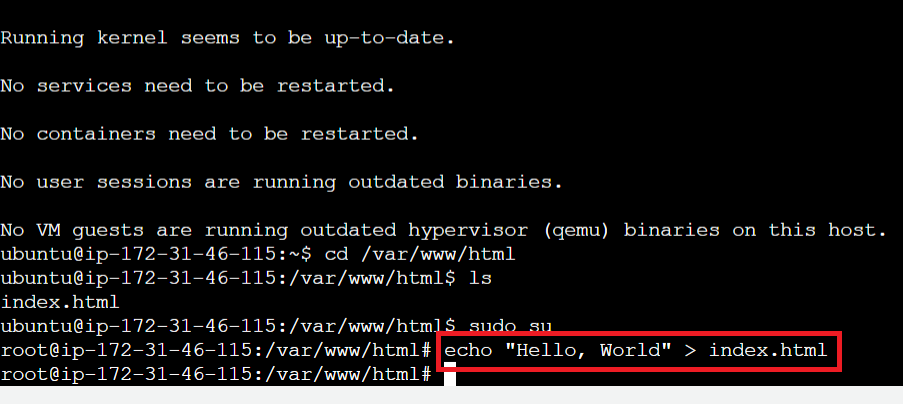 Running kernel seems to be up-to-date.
No services need to be restarted.
No containers need to be restarted.
No user sessions are running outdated binaries.
No VM guests are running outdated hypervisor (qemu) binaries on this host.
ubuntu@ip-172-31-46-115:~$ cd /var/www/html
ubuntu@ip-172-31-46-115:/var/www/html$ ls
index.html
ubuntu@ip-172-31-46-115:/var/www/html$ sudo su
root@ip-172-31-46-115:/var/www/html# echo "Hello, World" > index.html
root@ip-172-31-46-115:/var/www/html#